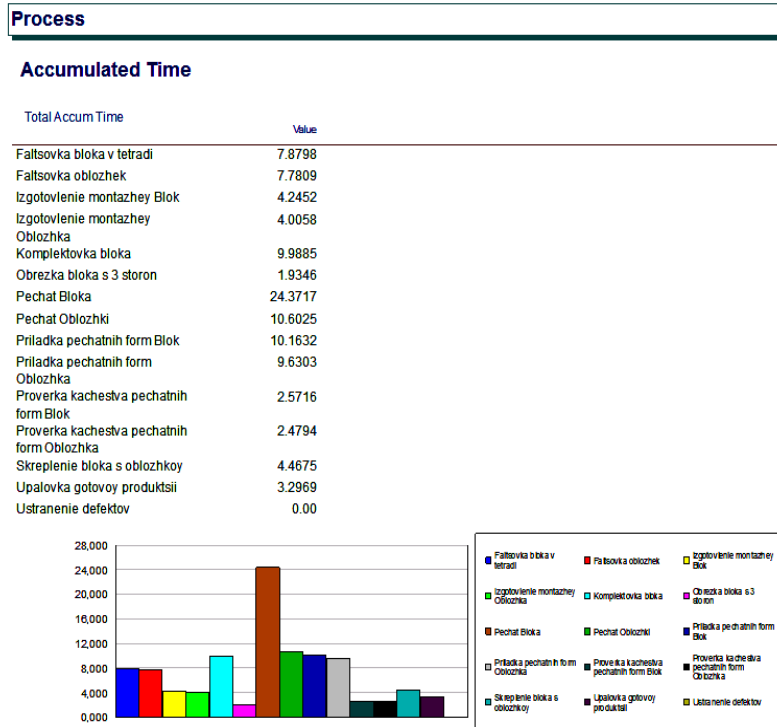 Process
Accumulated Time
Total Accum Time
Value
Faltsovka bloka v tetradi 7.8798
Faltsovka oblozhek 7.7809
Izgotovlenie montazhey Blok 4.2452
Izgotovlenie montazhey 4.0058
Oblozhka
Komplektovka bloka 9.9885
Obrezka bloka s 3 storon 1.9346
Pechat Bloka 24.3717
Pechat Oblozhki 10.6025
Priladka pechatnih form Blok 10.1632
Priladka pechatnih form 9.6303
Oblozhka
Proverka kachestva pechatnih 2.5716
form Blok
Proverka kachestva pechatnih 2.4794
form Oblozhka
Skreplenie bloka s oblozhkoy 4.4675
Upalovka gotovoy produktsii 3.2969
Ustranenie defektov 0.00
28,000
24,000
20,000
16,000
12,000
8,000
4,000
0,000
Faltsovka bloka v
tetradi
Faltsovka oblozhek
Izgotovlenie montazhey
Blok
Izgotovlenie montazhey
Oblozhka
Komplektovka bloka
Obrezka bloka s 3
storon
Pechat Bloka
Pechat Oblozhki
Priladka pechatnih form
Blok
Priladka pechatnih form
Oblozhka
Proverka kachestva
pechatnih form Blok
Proverka kachestva
pechatnih form
Oblozhka
Skreplenie bloka s
oblozhkoy
Upalovka gotovoy
produktsii
Ustranenie defektov